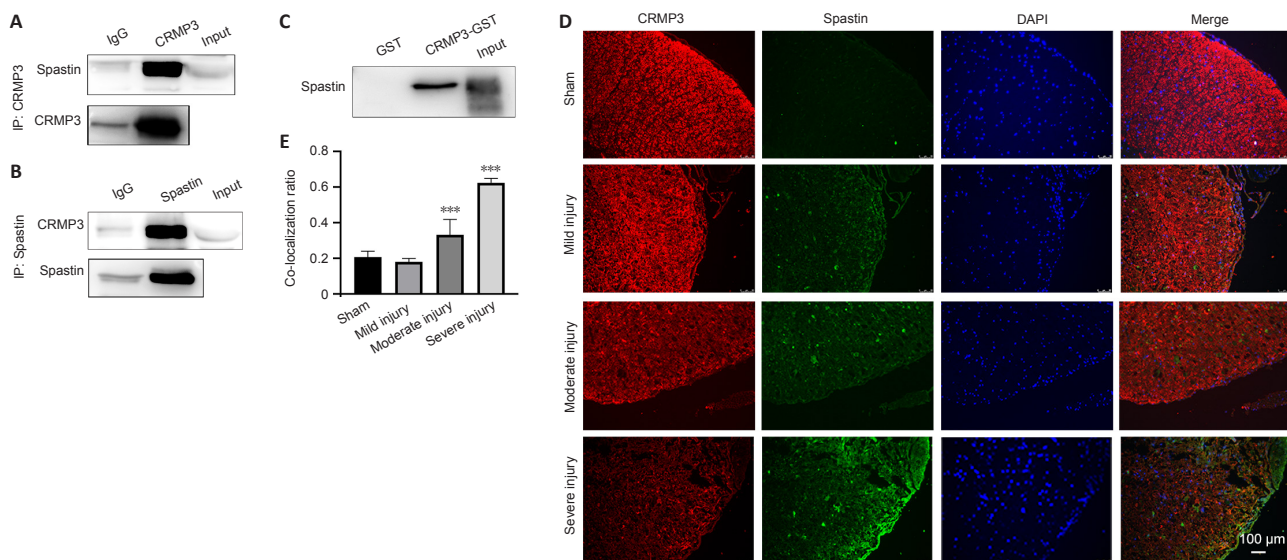 A
IgG
CRMP3
Input
IP: CRMP3
Spastin
CRMP3
B
IgG
Spastin
Input
IP: Spastin
CRMP3
Spastin
C
GST
CRMP3-GST
Input
Spastin
E
Co-localization ratio
0.8
0.6
0.4
0.2
0
***
***
Sham
Mild injury
Moderate injury
Severe injury
D
CRMP3
Spastin
DAPI
Merge
Sham
Mild injury
Moderate injury
Severe injury
100 μm